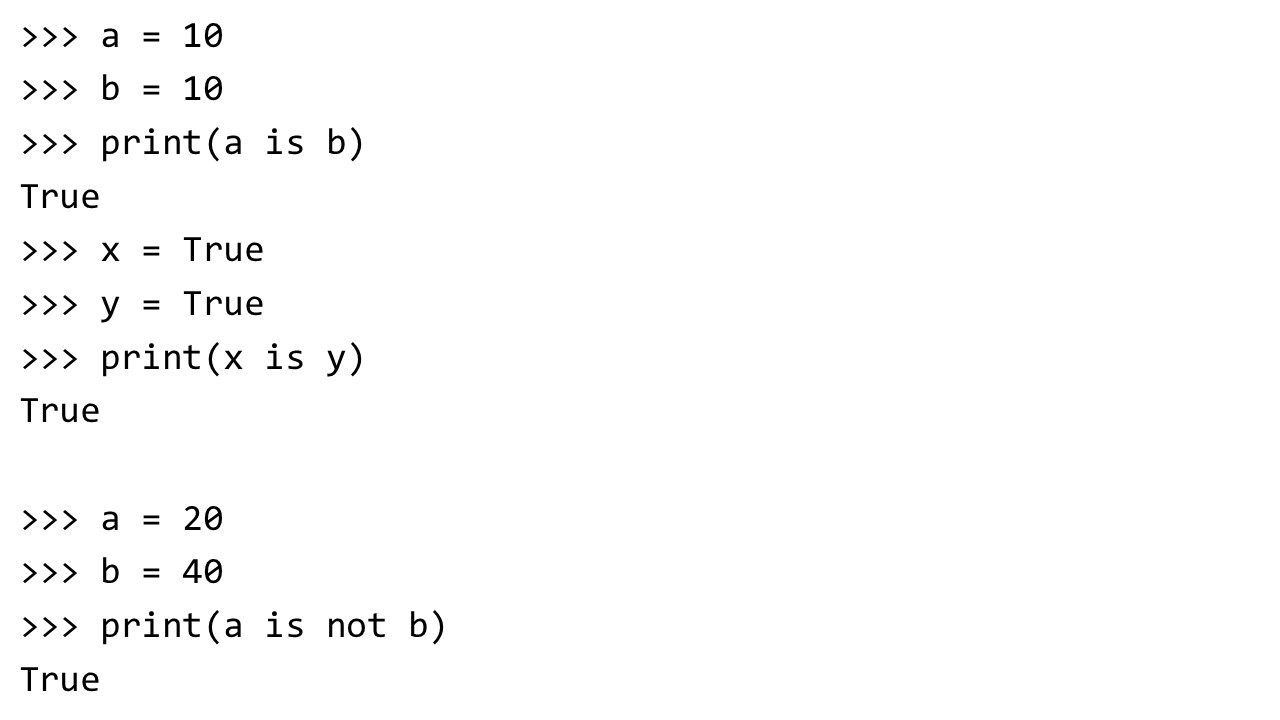 >>> a = 10
>>> b = 10
>>> print(a is b)
True
>>> x = True
>>> y = True
>>> print(x is y)
True
>>> a = 20
>>> b = 40
>>> print(a is not b)
True